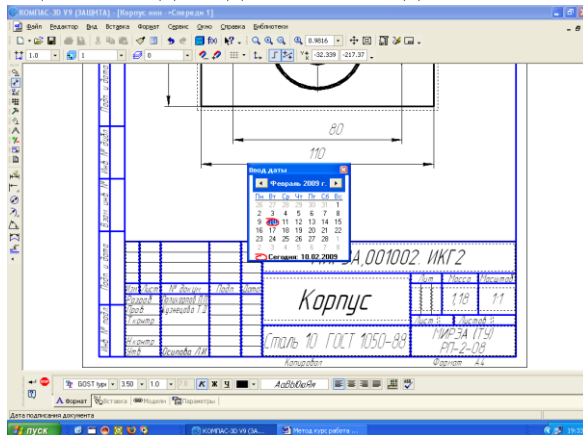 КОМПАС-3D V9 (ЗАЩИТА) - [Корпус инн ->Спереди 1]
Файл Редактор Вид Вставка Формат Сервис Окно Справка Библиотеки
0.9816
1.0 1 0 -32.339 -217.37
80
110
Ввод даты
Февраль 2009 г.
Пн Вт Ср Чт Пт Сб Вс
26 27 28 29 30 31 1
2 3 4 5 6 7 8
9 10 11 12 13 14 15
16 17 18 19 20 21 22
23 24 25 26 27 28 1
2 3 4 5 6 7 8
Сегодня: 10.02.2009
Подп. и дата
Инв. № дубл.
Взам. инв. №
Подп. и дата
Инв. № подл.
,001002. ИКГ2
Изм Лист № докум. Подп. Дата
Разраб.
Пров. Кузнецова Т.Д.
Т.контр.
Н.контр.
Утв. Осипова Л.И.
Корпус
Лит. Масса Масштаб
1,18 1:1
Лист Листов
Сталь 10 ГОСТ 1050-88
МИРЗА (ТУ)
РП-2-08
Копировал Формат А4
GOST type 3.50 1.0 К Ж Ч АаВbБбЯя
Формат Вставка Модели Параметры
Дата подписания документа
пуск КОМПАС-3D V9 (ЗА... Метод курс работа ... 19:55